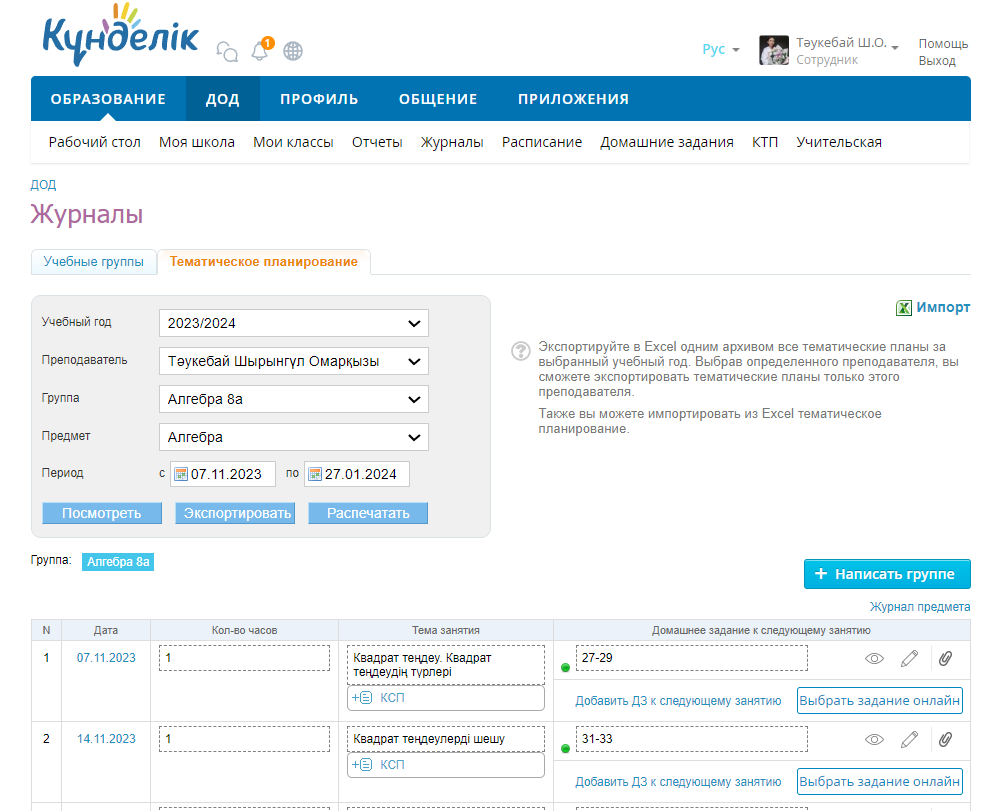 Күнделік
1
Рус
Тәукебай Ш.О.
Сотрудник
Помощь
Выход
ОБРАЗОВАНИЕ ДОД ПРОФИЛЬ ОБЩЕНИЕ ПРИЛОЖЕНИЯ
Рабочий стол Моя школа Мои классы Отчеты Журналы Расписание Домашние задания КТП Учительская
ДОД
Журналы
Учебные группы Тематическое планирование
Учебный год 2023/2024
Преподаватель Тәукебай Шырынгүл Омарқызы
Группа Алгебра 8а
Предмет Алгебра
Период с 07.11.2023 по 27.01.2024
Посмотреть Экспортировать Распечатать
Импорт
Экспортируйте в Excel одним архивом все тематические планы за
выбранный учебный год. Выбрав определенного преподавателя, вы
сможете экспортировать тематические планы только этого
преподавателя.
Также вы можете импортировать из Excel тематическое
планирование.
Группа: Алгебра 8а
+ Написать группе
Журнал предмета
N Дата Кол-во часов Тема занятия Домашнее задание к следующему занятию
1 07.11.2023 1 Квадрат теңдеу. Квадрат
теңдеудің түрлері
27-29
+ КСП
Добавить ДЗ к следующему занятию Выбрать задание онлайн
2 14.11.2023 1 Квадрат теңдеулерді шешу 31-33
+ КСП
Добавить ДЗ к следующему занятию Выбрать задание онлайн